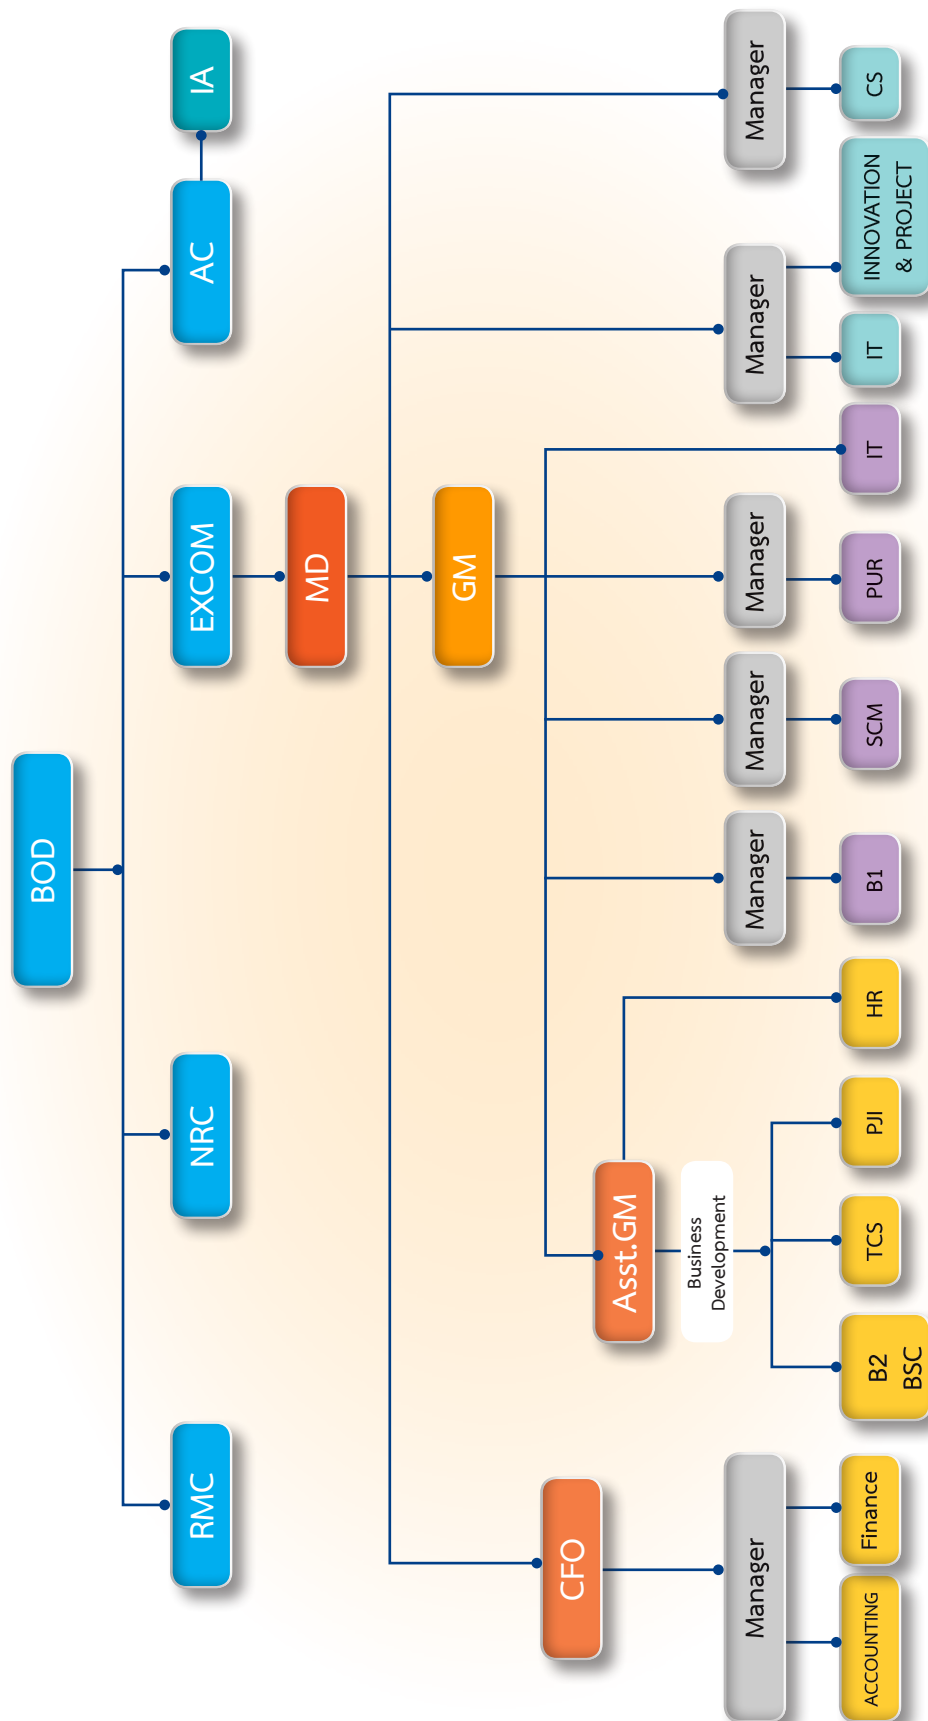 BOD
RMC
NRC
EXCOM
AC
IA
MD
GM
CFO
Asst.GM
Business
Development
Manager
Manager
Manager
Manager
Manager
Manager
ACCOUNTING
Finance
B2
BSC
TCS
PJI
HR
B1
SCM
PUR
IT
IT
INNOVATION
& PROJECT
CS